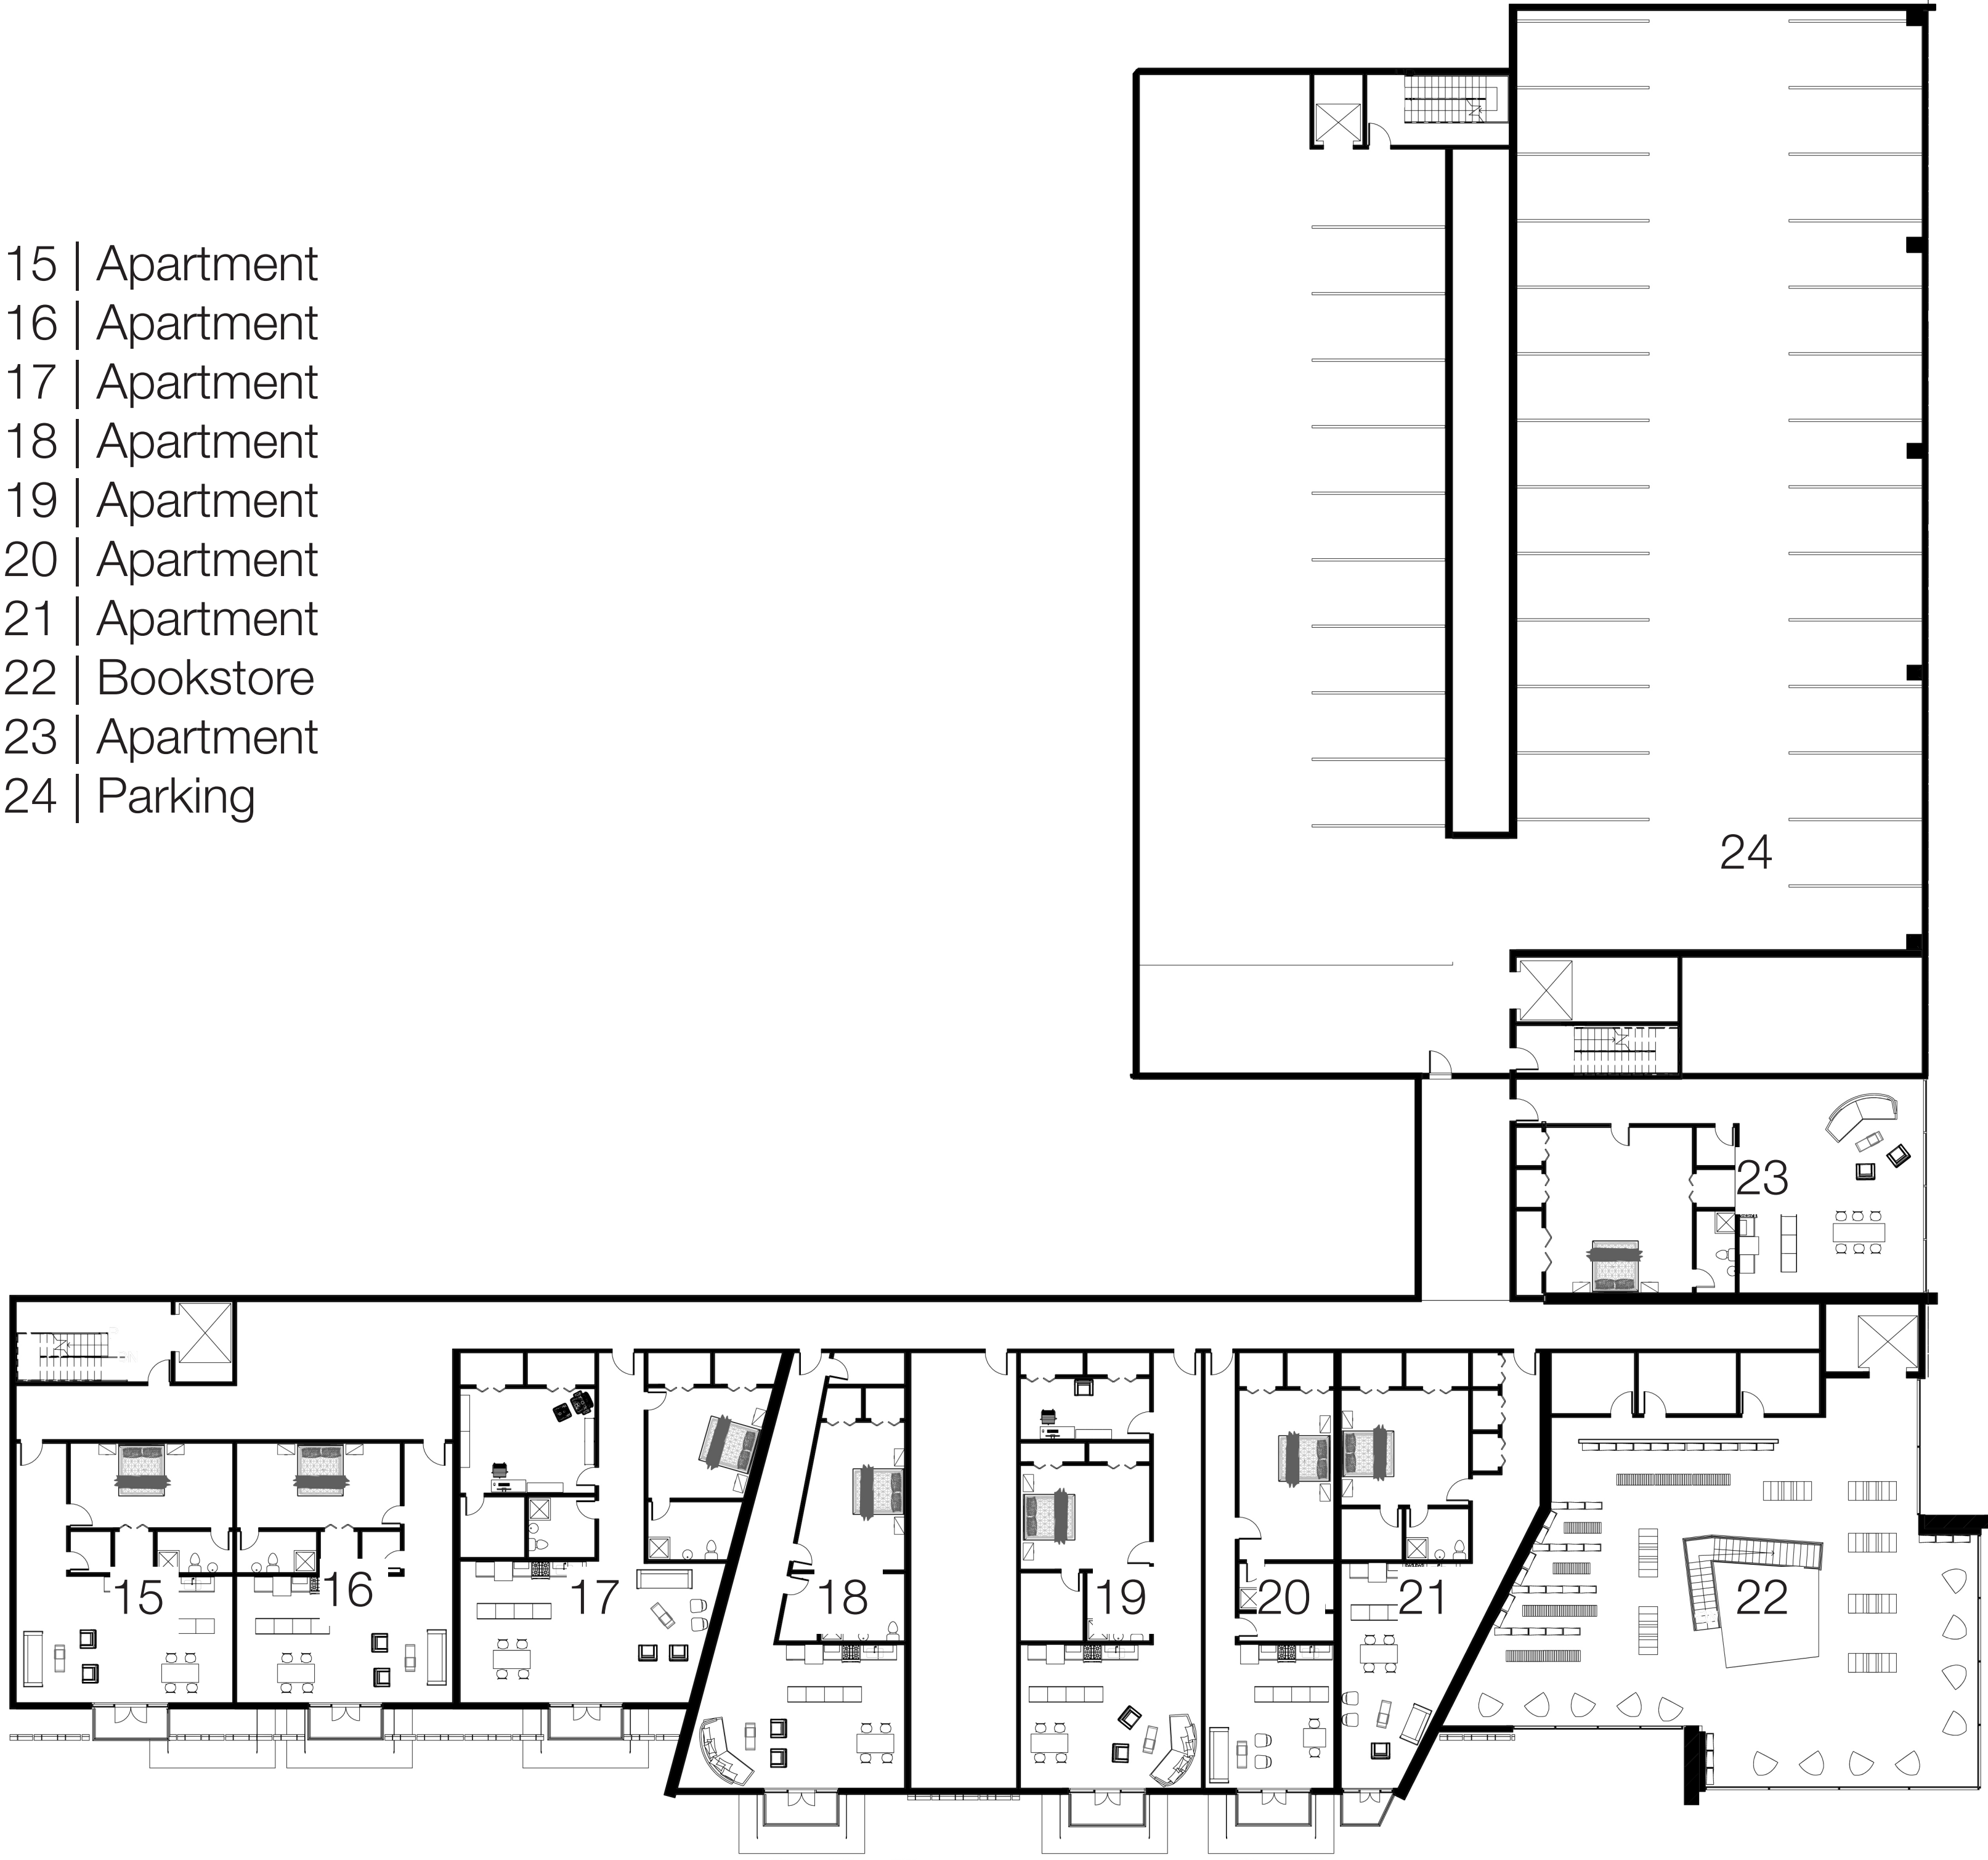 15 | Apartment
16 | Apartment
17 | Apartment
18 | Apartment
19 | Apartment
20 | Apartment
21 | Apartment
22 | Bookstore
23 | Apartment
24 | Parking
24
23
15
16
17
18
19
20
21
22